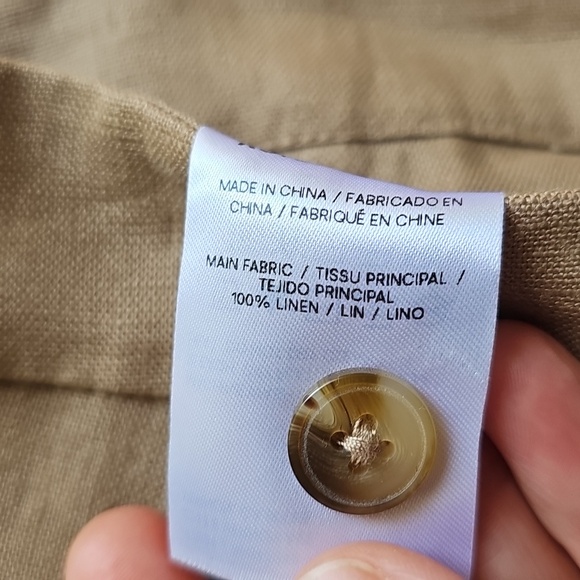 MADE IN CHINA / FABRICADO EN
CHINA / FABRIQUÉ EN CHINE
MAIN FABRIC / TISSU PRINCIPAL /
TEJIDO PRINCIPAL
100% LINEN / LIN / LINO